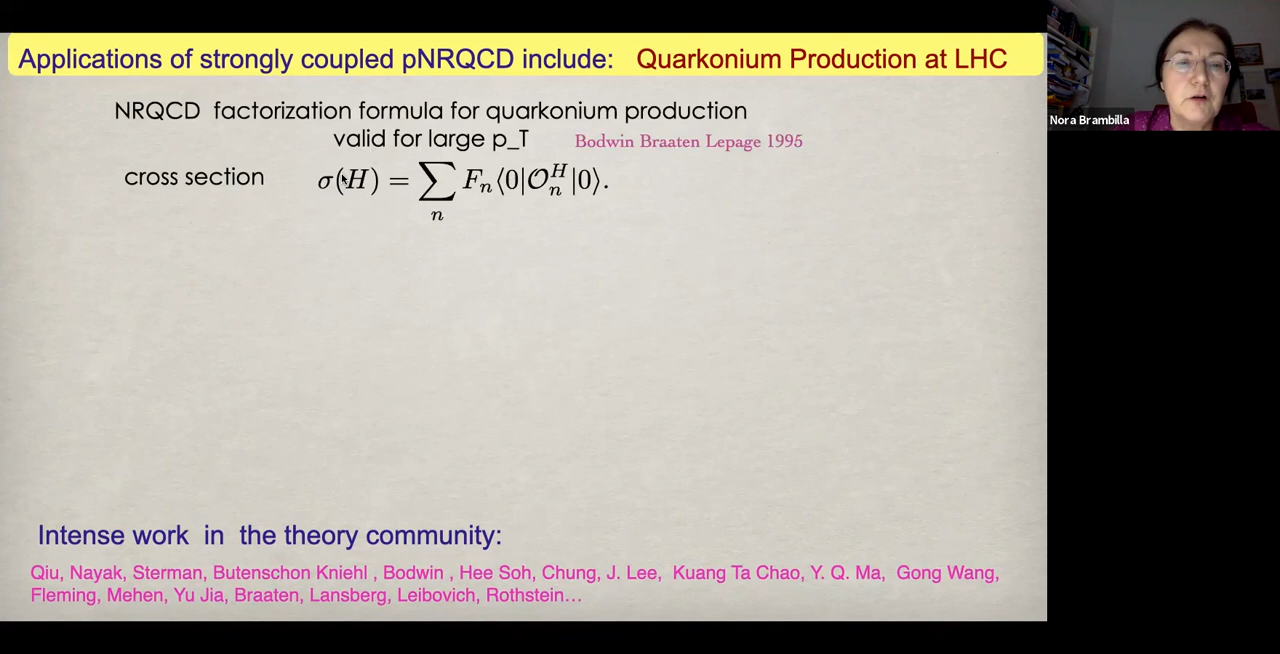 Applications of strongly coupled pNRQCD include: Quarkonium Production at LHC
NRQCD factorization formula for quarkonium production
valid for large p_T Bodwin Braaten Lepage 1995
cross section σ(H) = ∑_n F_n⟨0|𝒪_n^H|0⟩.
Intense work in the theory community:
Qiu, Nayak, Sterman, Butenschon Kniehl , Bodwin , Hee Soh, Chung, J. Lee, Kuang Ta Chao, Y. Q. Ma, Gong Wang,
Fleming, Mehen, Yu Jia, Braaten, Lansberg, Leibovich, Rothstein…
Nora Brambilla